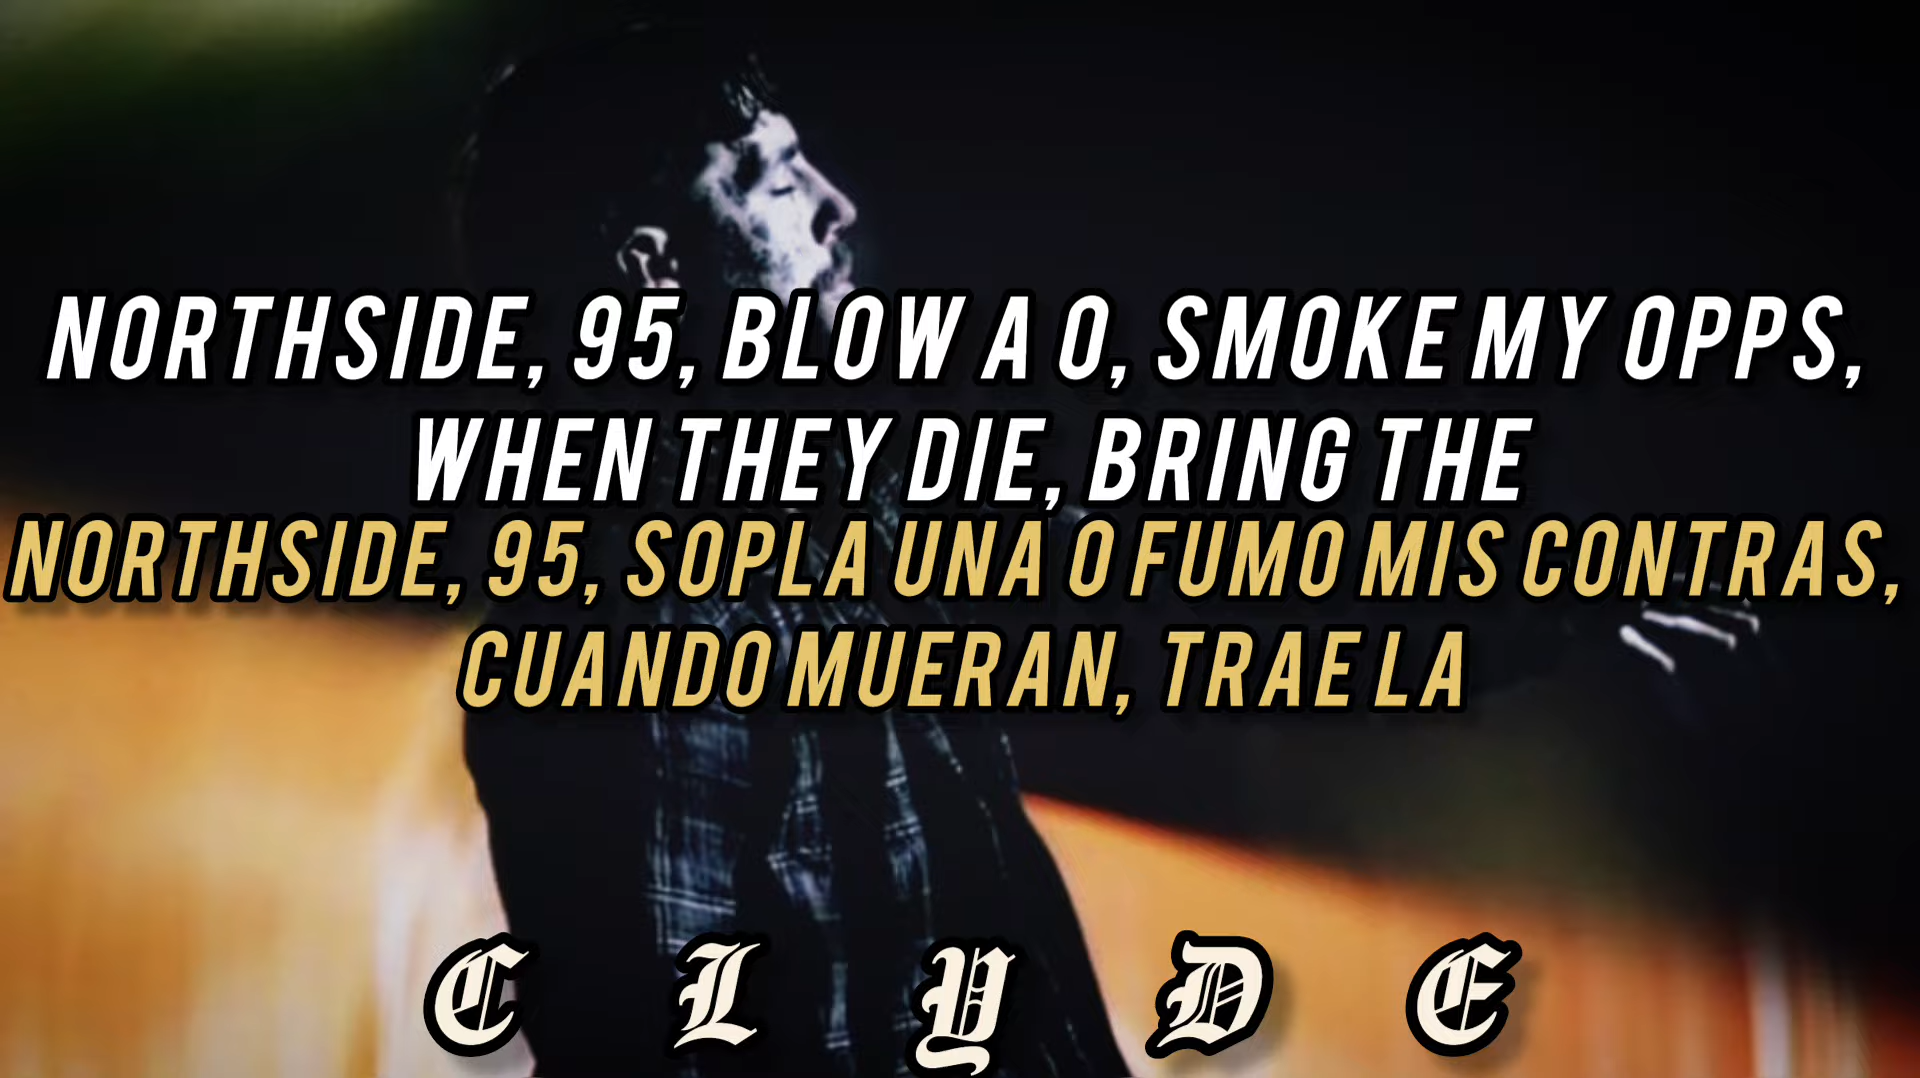 NORTHSIDE, 95, BLOW A O, SMOKE MY OPPS,
WHEN THEY DIE, BRING THE
NORTHSIDE, 95, SOPLA UNA O FUMO MIS CONTRAS,
CUANDO MUERAN, TRAE LA
C L Y D E